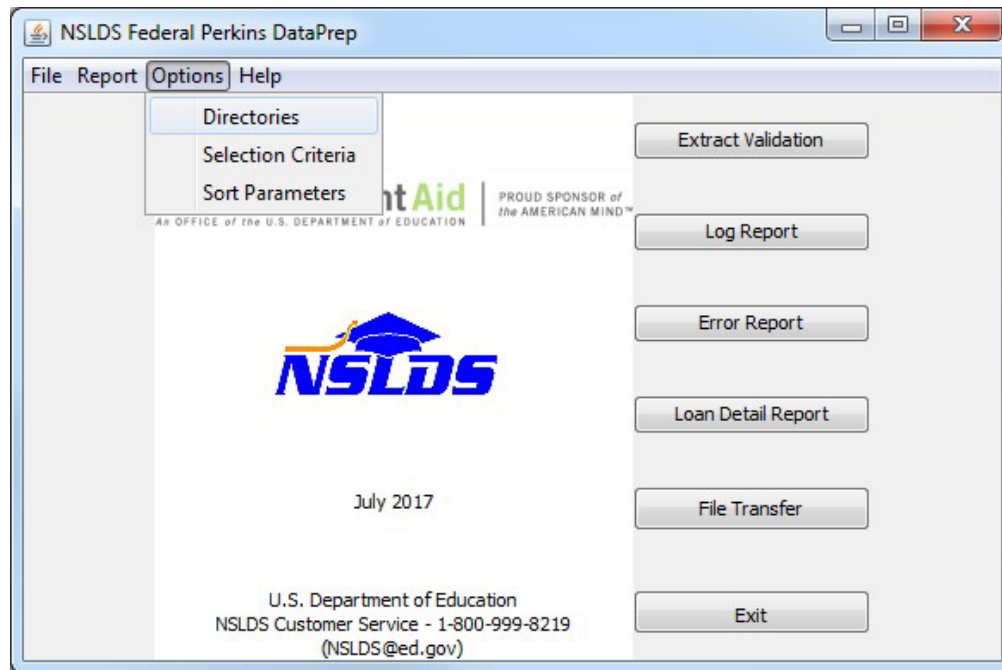 NSLDS Federal Perkins DataPrep
File Report Options Help
Directories
Selection Criteria
Sort Parameters
nt Aid
PROUD SPONSOR of
the AMERICAN MIND™
An OFFICE of the U.S. DEPARTMENT of EDUCATION
NSLDS
July 2017
U.S. Department of Education
NSLDS Customer Service - 1-800-999-8219
(NSLDS@ed.gov)
Extract Validation
Log Report
Error Report
Loan Detail Report
File Transfer
Exit